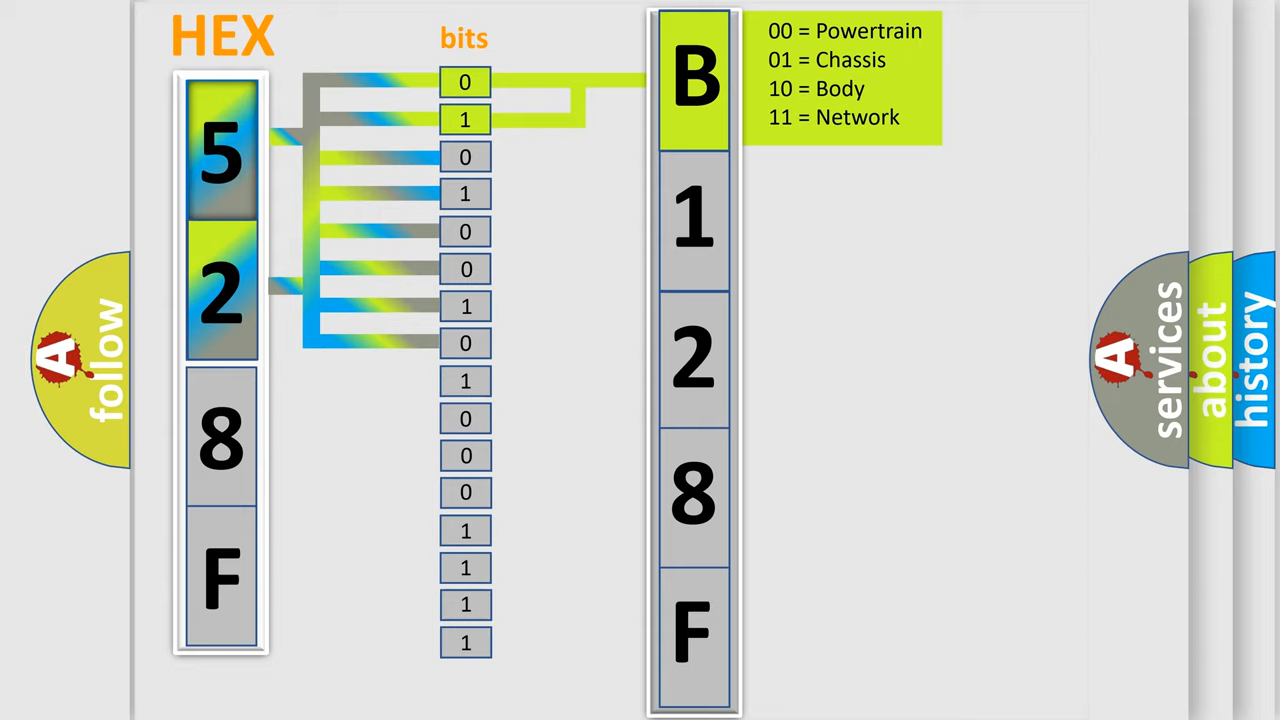 HEX
bits
5
2
8
F
0
1
0
1
0
0
1
0
1
0
0
0
1
1
1
1
B
1
2
8
F
00 = Powertrain
01 = Chassis
10 = Body
11 = Network
A follow
A services
about
history